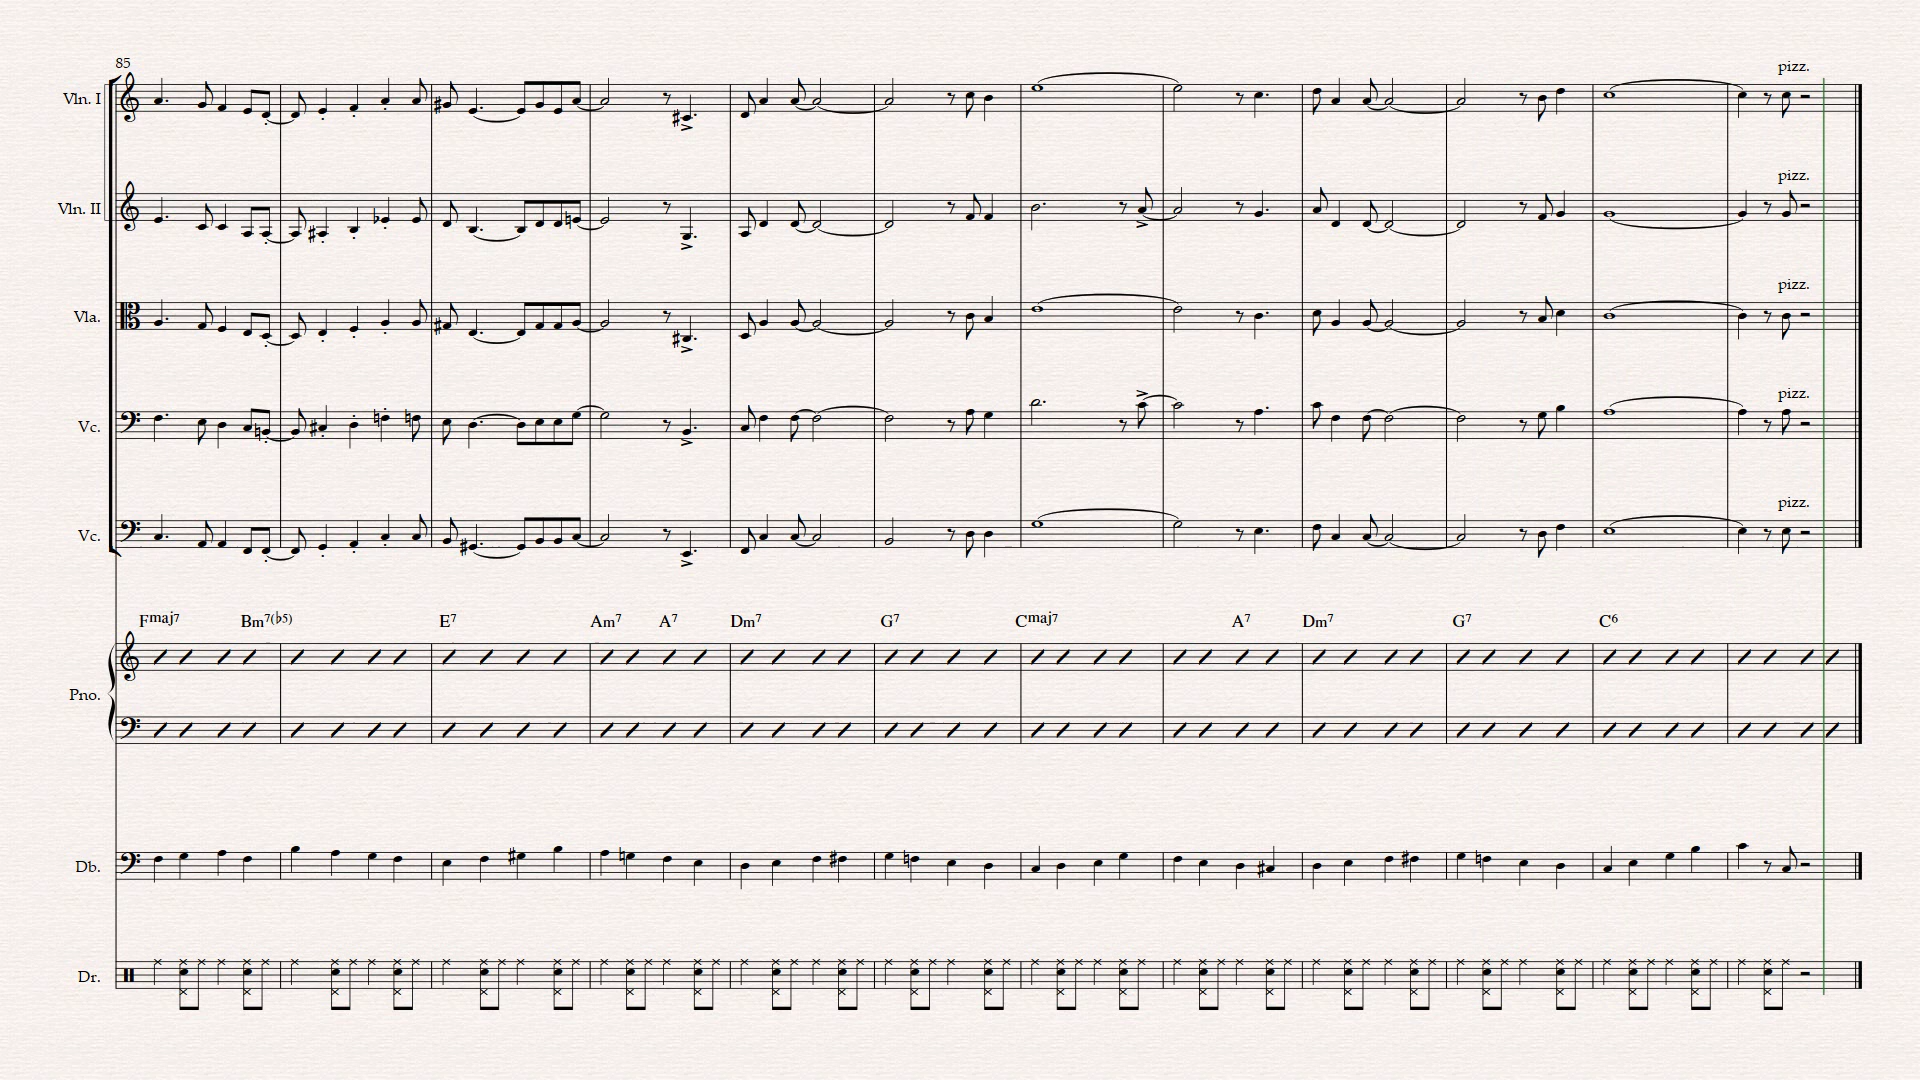 85
pizz.
Vln. I
pizz.
Vln. II
pizz.
Vla.
pizz.
Vc.
pizz.
Vc.
Fmaj7 Bm7(♭5) E7 Am7 A7 Dm7 G7 Cmaj7 A7 Dm7 G7 C6
Pno.
Db.
Dr.